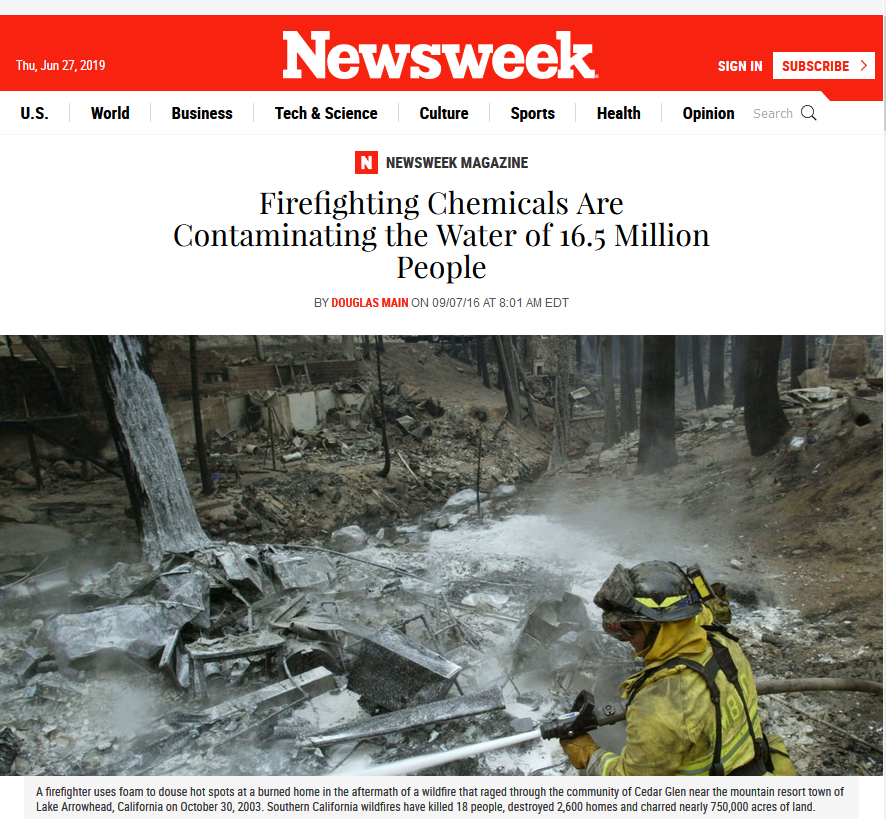 Newsweek
Thu, Jun 27, 2019
SIGN IN
SUBSCRIBE >
U.S.
World
Business
Tech & Science
Culture
Sports
Health
Opinion
Search
N NEWSWEEK MAGAZINE
Firefighting Chemicals Are
Contaminating the Water of 16.5 Million
People
BY DOUGLAS MAIN ON 09/07/16 AT 8:01 AM EDT
A firefighter uses foam to douse hot spots at a burned home in the aftermath of a wildfire that raged through the community of Cedar Glen near the mountain resort town of
Lake Arrowhead, California on October 30, 2003. Southern California wildfires have killed 18 people, destroyed 2,600 homes and charred nearly 750,000 acres of land.